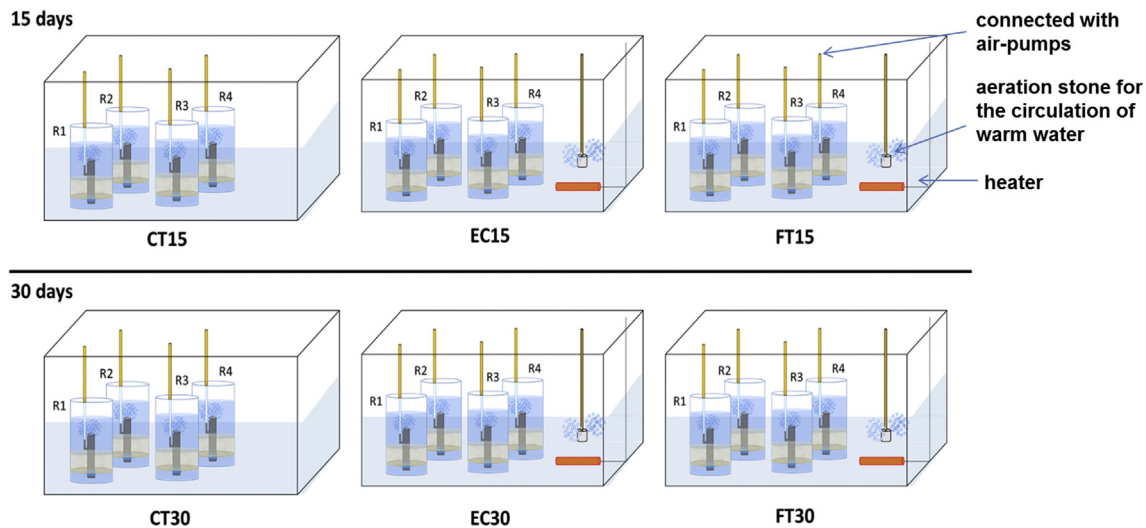 15 days
connected with
air-pumps
R2
R4
R1
R3
R2
R4
R1
R3
R2
R4
R1
R3
aeration stone for
the circulation of
warm water
heater
CT15
EC15
FT15
30 days
R2
R4
R1
R3
R2
R4
R1
R3
R2
R4
R1
R3
CT30
EC30
FT30